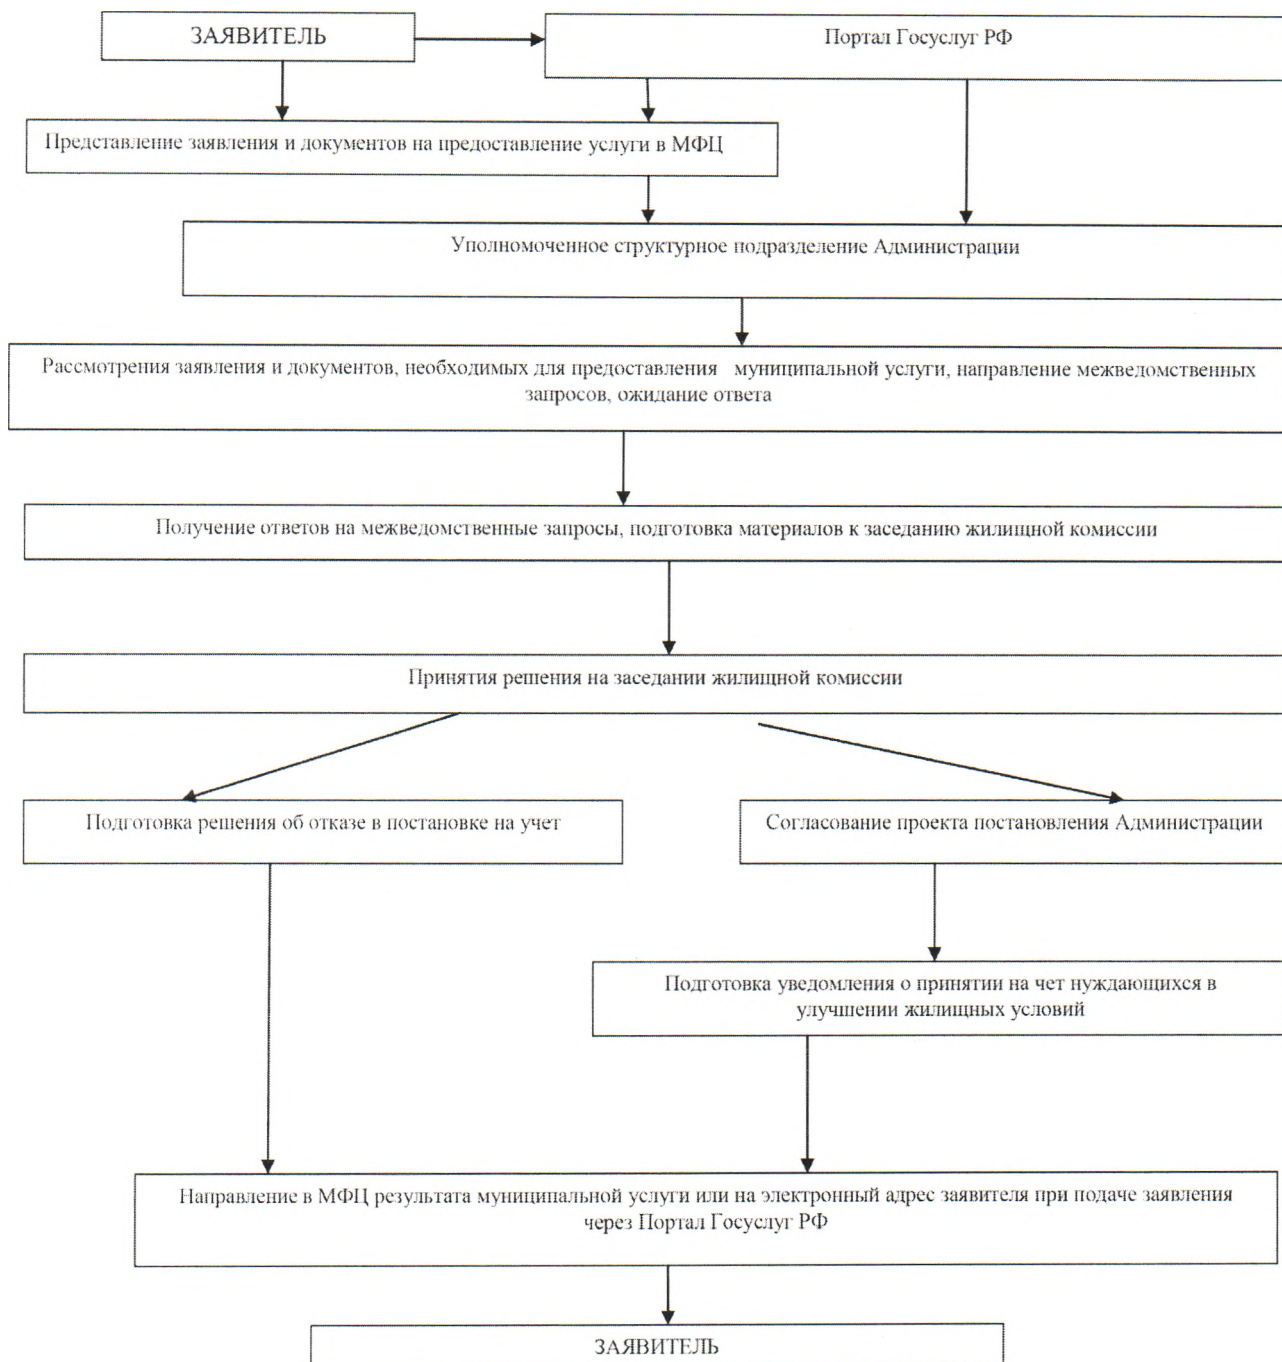 ЗАЯВИТЕЛЬ
Портал Госуслуг РФ
Представление заявления и документов на предоставление услуги в МФЦ
Уполномоченное структурное подразделение Администрации
Рассмотрения заявления и документов, необходимых для предоставления муниципальной услуги, направление межведомственных
запросов, ожидание ответа
Получение ответов на межведомственные запросы, подготовка материалов к заседанию жилищной комиссии
Принятия решения на заседании жилищной комиссии
Подготовка решения об отказе в постановке на учет
Согласование проекта постановления Администрации
Подготовка уведомления о принятии на чет нуждающихся в
улучшении жилищных условий
Направление в МФЦ результата муниципальной услуги или на электронный адрес заявителя при подаче заявления
через Портал Госуслуг РФ
ЗАЯВИТЕЛЬ